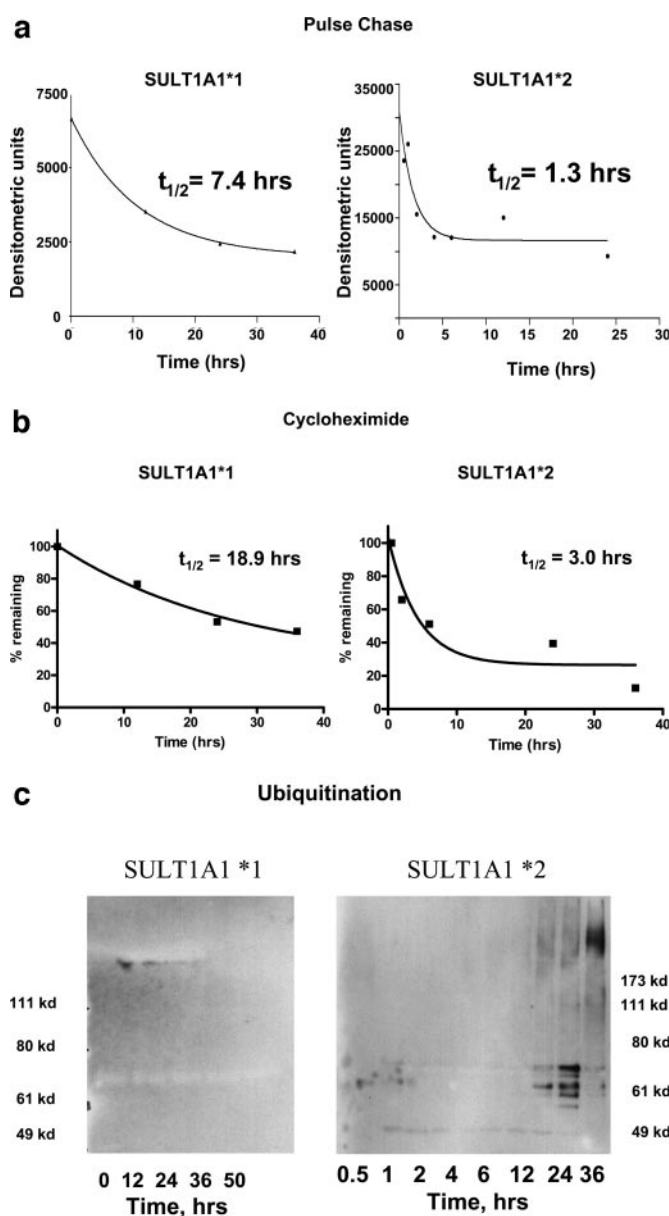 a
Pulse Chase
SULT1A1*1
SULT1A1*2
Densitometric units
7500
5000
2500
0
t1/2= 7.4 hrs
0 10 20 30 40
Time (hrs)
Densitometric units
35000
25000
15000
5000
t1/2= 1.3 hrs
0 5 10 15 20 25 30
Time (hrs)
b
Cycloheximide
SULT1A1*1
SULT1A1*2
% remaining
100
80
60
40
20
0
t1/2 = 18.9 hrs
0 10 20 30 40
Time (hrs)
% remaining
100
80
60
40
20
0
t1/2 = 3.0 hrs
0 10 20 30 40
Time (hrs)
c
Ubiquitination
SULT1A1 *1
SULT1A1 *2
111 kd
80 kd
61 kd
49 kd
0 12 24 36 50
Time, hrs
173 kd
111 kd
80 kd
61 kd
49 kd
0.5 1 2 4 6 12 24 36
Time, hrs